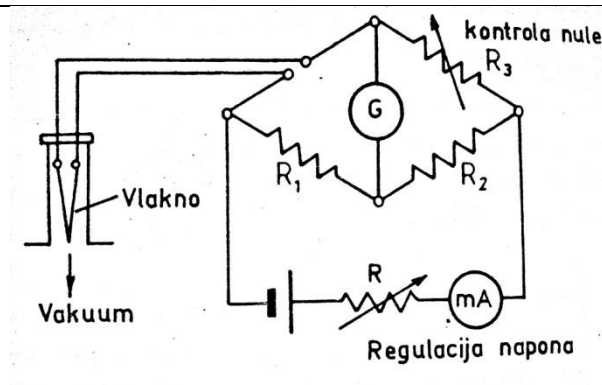 kontrola nule
R3
G
R1
R2
Vlakno
Vakuum
R
mA
Regulacija napona